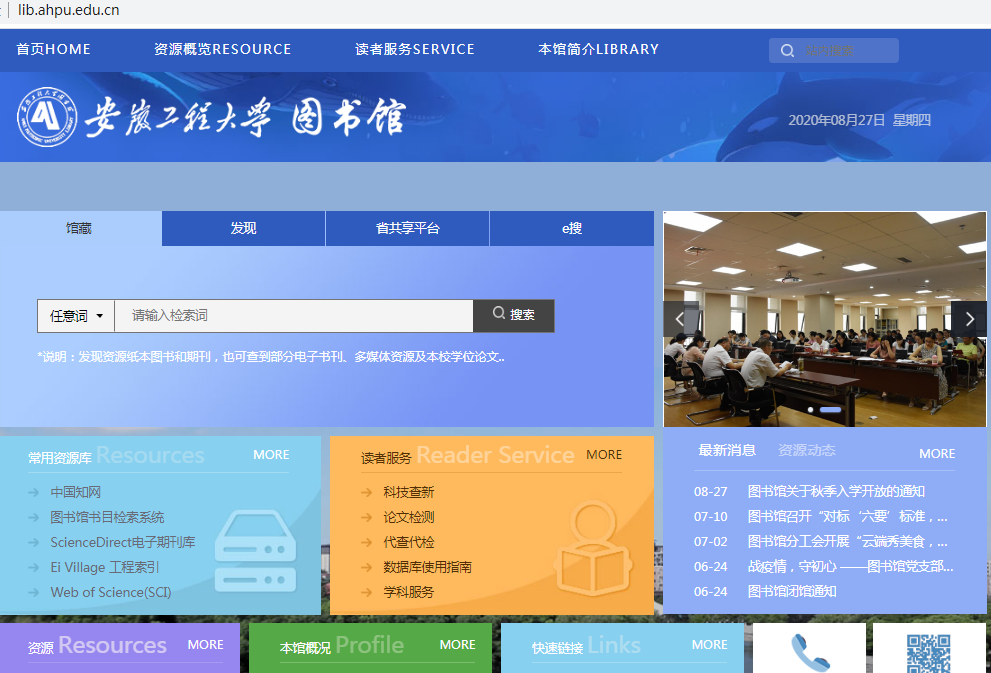 lib.ahpu.edu.cn
首页HOME
资源概览RESOURCE
读者服务SERVICE
本馆简介LIBRARY
安徽工程大学 图书馆
2020年08月27日 星期四
馆藏
发现
省共享平台
e搜
任意词
请输入检索词
搜索
*说明：发现资源纸本图书和期刊，也可查到部分电子书刊、多媒体资源及本校学位论文..
常用资源库 Resources MORE
中国知网
图书馆书目检索系统
ScienceDirect电子期刊库
Ei Village 工程索引
Web of Science(SCI)
读者服务 Reader Service MORE
科技查新
论文检测
代查代检
数据库使用指南
学科服务
最新消息 资源动态 MORE
08-27 图书馆关于秋季入学开放的通知
07-10 图书馆召开“对标‘六要’标准，...
07-02 图书馆分工会开展“云端秀美食，...
06-24 战疫情，守初心 ——图书馆党支部...
06-24 图书馆闭馆通知
资源 Resources MORE
本馆概况 Profile MORE
快速链接 Links MORE